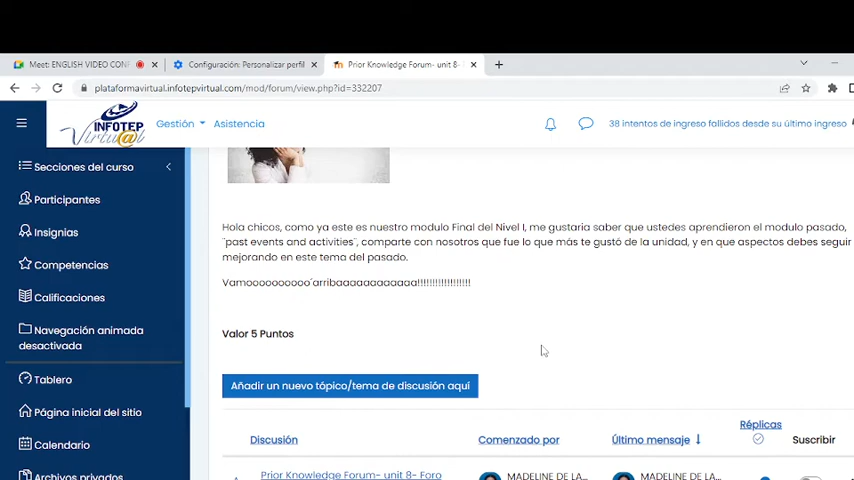 Meet: ENGLISH VIDEO CONF
Configuración: Personalizar perfil
Prior Knowledge Forum- unit 8-
plataformavirtual.infotepvirtual.com/mod/forum/view.php?id=332207
INFOTEP
Virtu@l
Gestión
Asistencia
38 intentos de ingreso fallidos desde su último ingreso
Secciones del curso
Participantes
Insignias
Competencias
Calificaciones
Navegación animada
desactivada
Tablero
Página inicial del sitio
Calendario
Archivos privados
Hola chicos, como ya este es nuestro modulo Final del Nivel I, me gustaria saber que ustedes aprendieron el modulo pasado,
¨past events and activities¨, comparte con nosotros que fue lo que más te gustó de la unidad, y en que aspectos debes seguir
mejorando en este tema del pasado.
Vamoooooooooo´arribaaaaaaaaaaaa!!!!!!!!!!!!!!!!!!
Valor 5 Puntos
Añadir un nuevo tópico/tema de discusión aquí
Discusión
Comenzado por
Último mensaje
Réplicas
Suscribir
Prior Knowledge Forum- unit 8- Foro
MADELINE DE LA...
MADELINE DE LA...